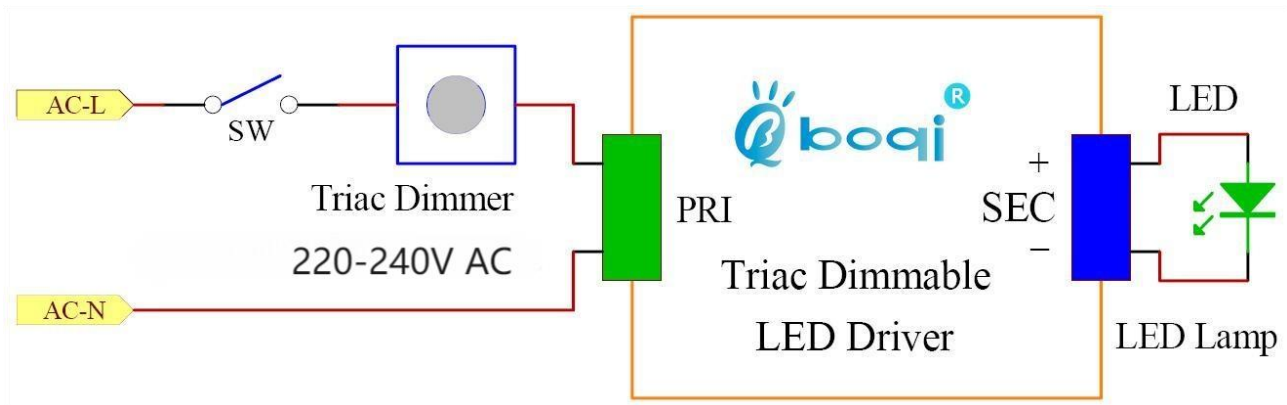 AC-L
SW
Triac Dimmer
220-240V AC
AC-N
PRI
boqi ®
Triac Dimmable
LED Driver
+
SEC
−
LED
LED Lamp